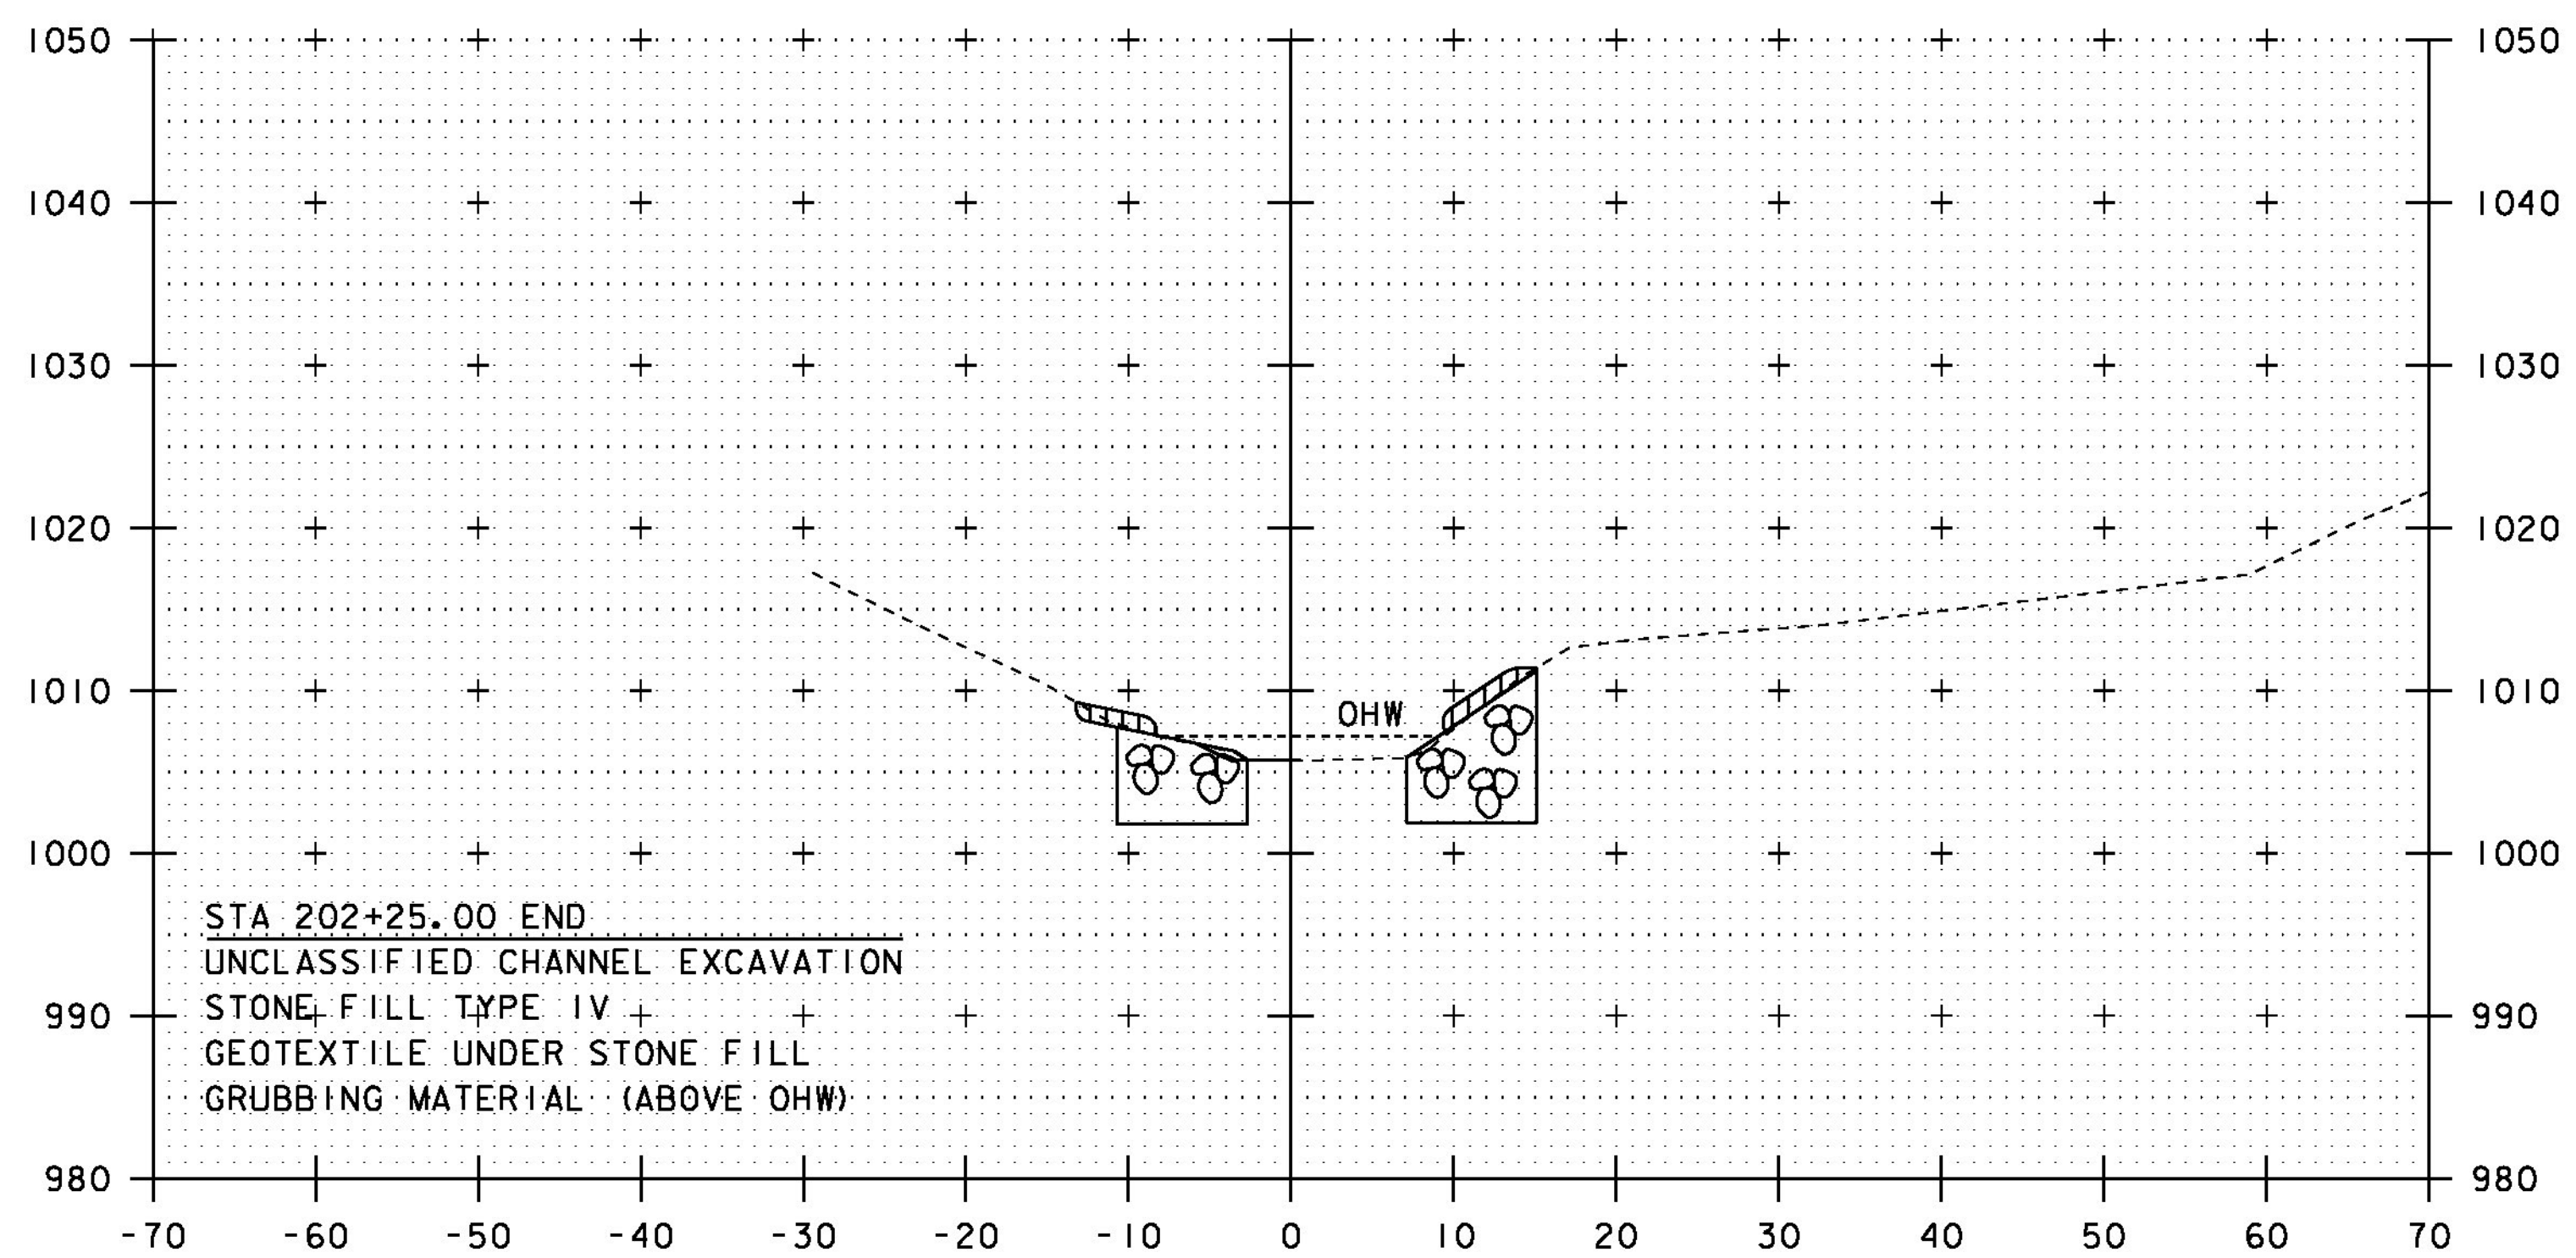 1050 1050
1040 1040
1030 1030
1020 1020
1010 1010
OHW
1000 1000
STA 202+25.00 END
UNCLASSIFIED CHANNEL EXCAVATION
STONE FILL TYPE IV
990 990
GEOTEXTILE UNDER STONE FILL
GRUBBING MATERIAL (ABOVE OHW)
980 980
-70 -60 -50 -40 -30 -20 -10 0 10 20 30 40 50 60 70